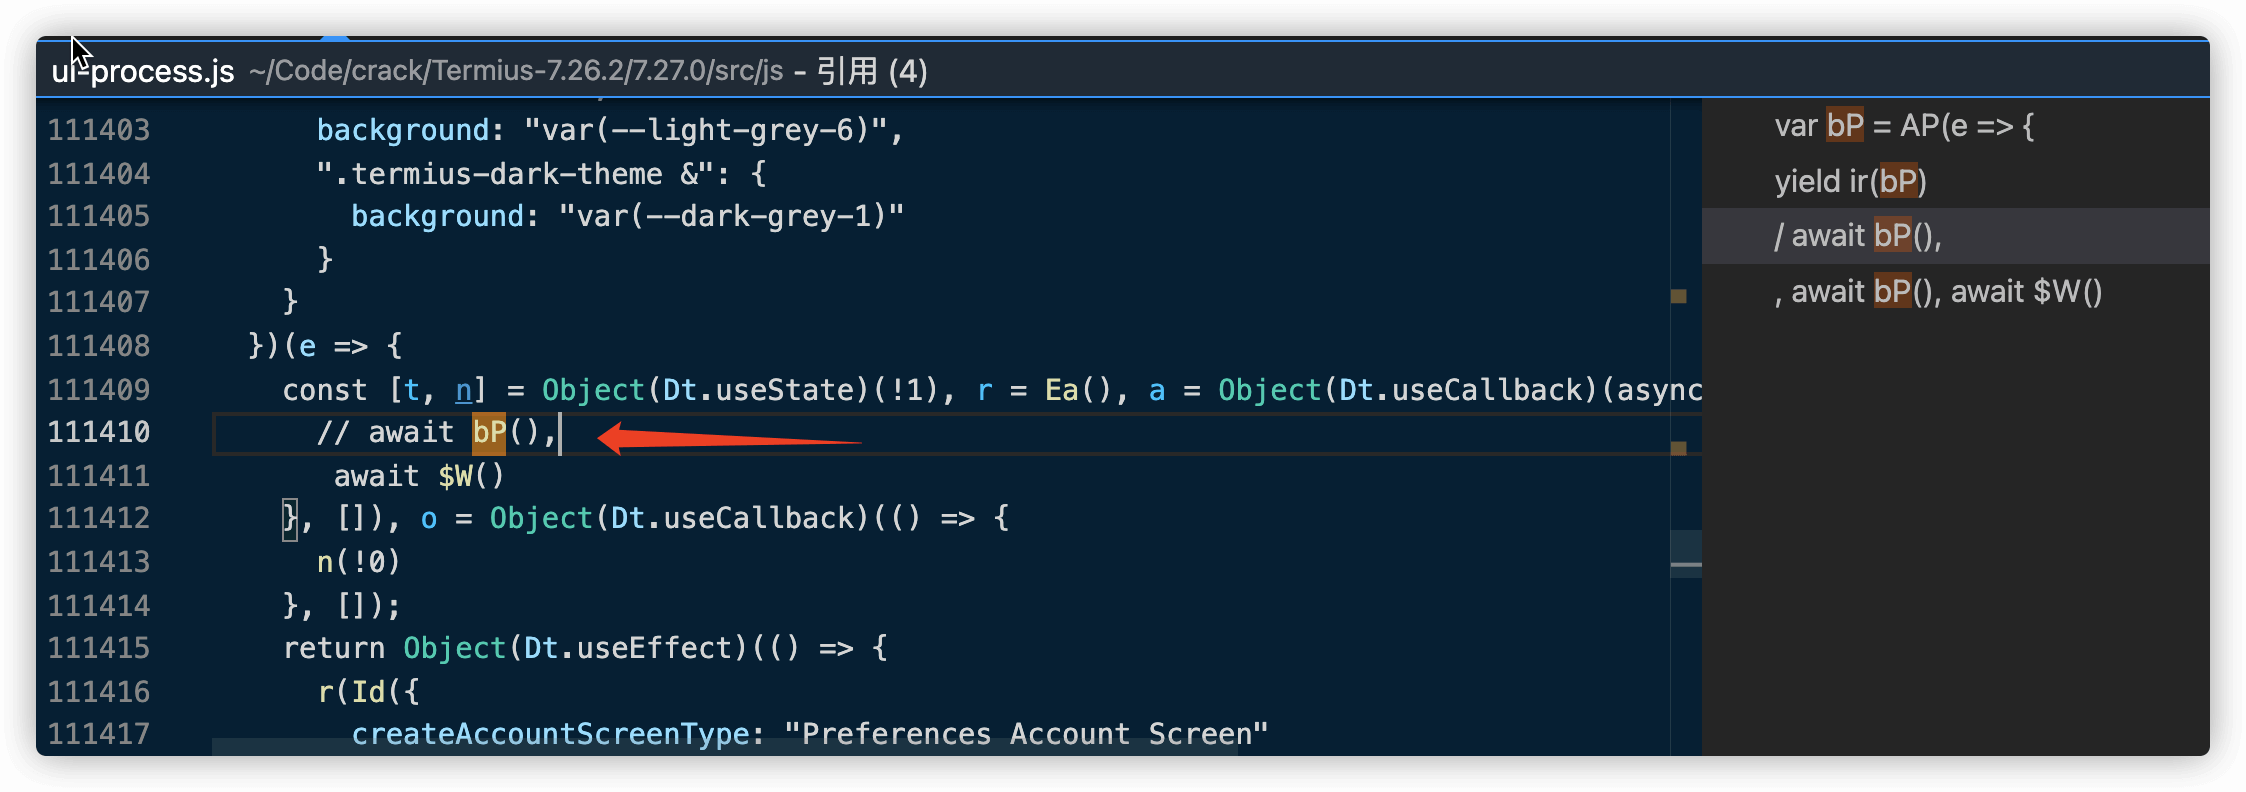 ui-process.js ~/Code/crack/Termius-7.26.2/7.27.0/src/js - 引用 (4)
111403 background: "var(--light-grey-6)",
111404 ".termius-dark-theme &": {
111405 background: "var(--dark-grey-1)"
111406 }
111407 }
111408 })(e => {
111409 const [t, n] = Object(Dt.useState)(!1), r = Ea(), a = Object(Dt.useCallback)(async
111410 // await bP(),
111411 await $W()
111412 }, []), o = Object(Dt.useCallback)(() => {
111413 n(!0)
111414 }, []);
111415 return Object(Dt.useEffect)(() => {
111416 r(Id({
111417 createAccountScreenType: "Preferences Account Screen"
var bP = AP(e => {
yield ir(bP)
/ await bP(),
, await bP(), await $W()